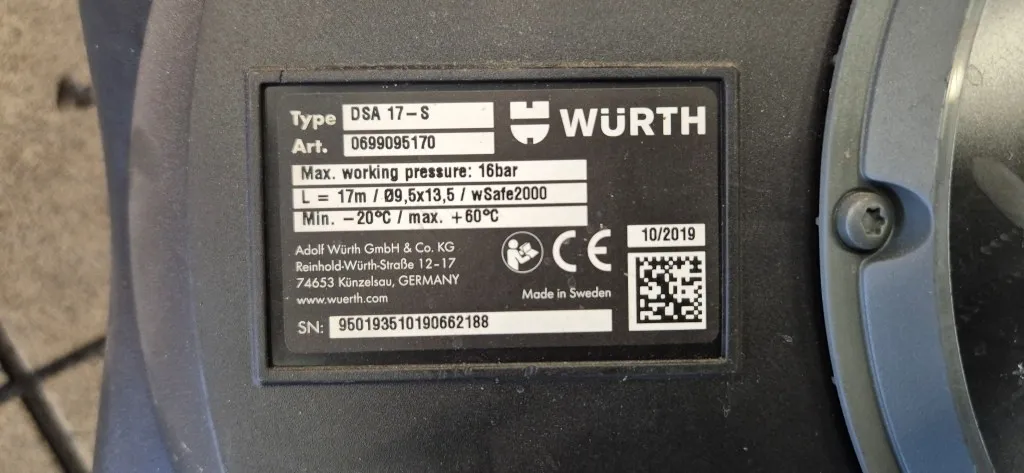 Type DSA 17-S
WÜRTH
Art. 0699095170
Max. working pressure: 16bar
L = 17m / Ø9,5x13,5 / wSafe2000
Min. -20°C / max. +60°C
Adolf Würth GmbH & Co. KG
Reinhold-Würth-Straße 12-17
74653 Künzelsau, GERMANY
www.wuerth.com
CE
10/2019
Made in Sweden
SN: 950193510190662188